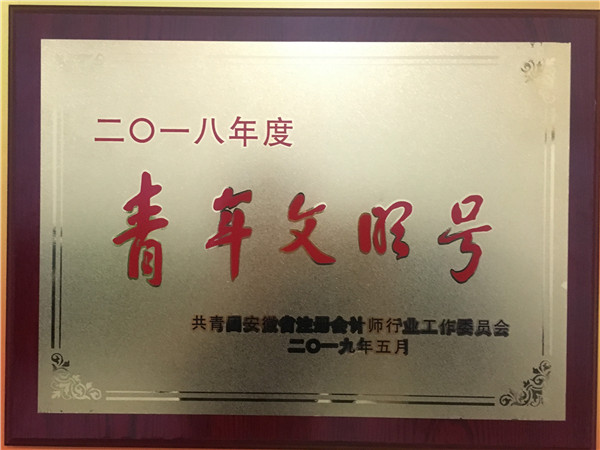 二〇一八年度
青年文明号
共青团安徽省注册会计师行业工作委员会
二〇一九年五月